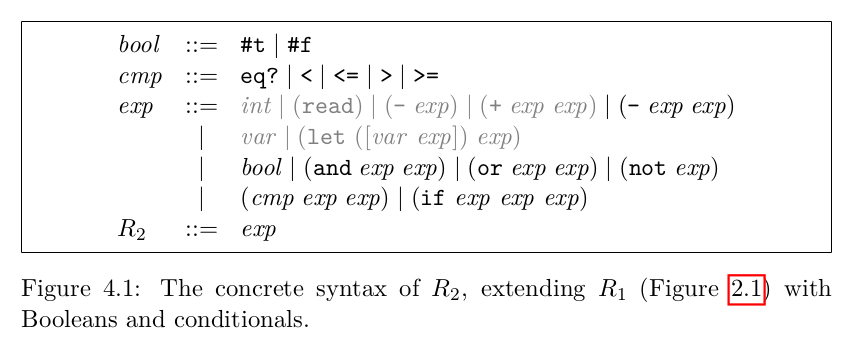 bool ::= #t | #f
cmp ::= eq? | < | <= | > | >=
exp ::= int | (read) | (- exp) | (+ exp exp) | (- exp exp)
| var | (let ([var exp]) exp)
| bool | (and exp exp) | (or exp exp) | (not exp)
| (cmp exp exp) | (if exp exp exp)
R₂ ::= exp
Figure 4.1: The concrete syntax of R₂, extending R₁ (Figure 2.1) with
Booleans and conditionals.